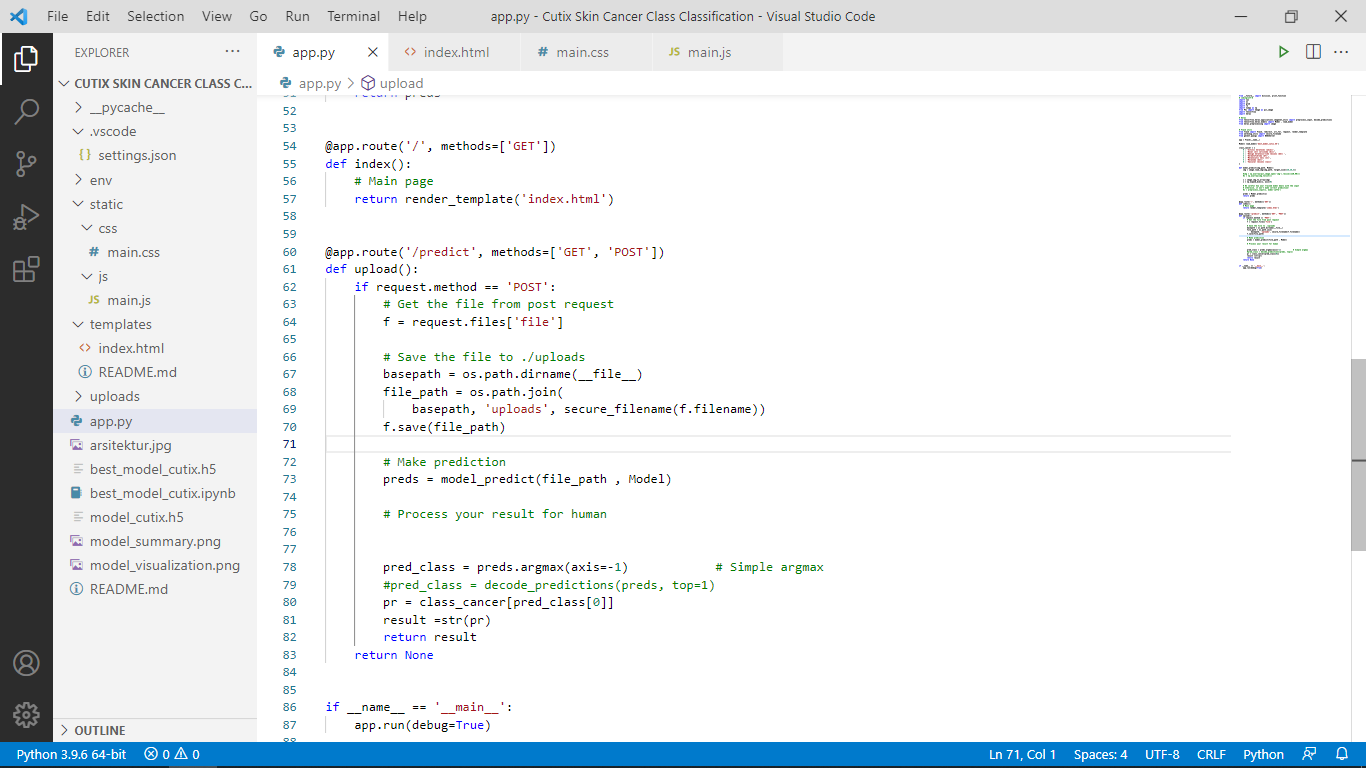 File Edit Selection View Go Run Terminal Help app.py - Cutix Skin Cancer Class Classification - Visual Studio Code
EXPLORER ···
app.py index.html main.css JS main.js
CUTIX SKIN CANCER CLASS C...
__pycache__
.vscode
{} settings.json
env
static
css
# main.css
js
JS main.js
templates
<> index.html
README.md
uploads
app.py
arsitektur.jpg
best_model_cutix.h5
best_model_cutix.ipynb
model_cutix.h5
model_summary.png
model_visualization.png
README.md
OUTLINE
app.py > upload
51 return preds
52
53
54 @app.route('/', methods=['GET'])
55 def index():
56     # Main page
57     return render_template('index.html')
58
59
60 @app.route('/predict', methods=['GET', 'POST'])
61 def upload():
62     if request.method == 'POST':
63         # Get the file from post request
64         f = request.files['file']
65
66         # Save the file to ./uploads
67         basepath = os.path.dirname(__file__)
68         file_path = os.path.join(
69             basepath, 'uploads', secure_filename(f.filename))
70         f.save(file_path)
71
72         # Make prediction
73         preds = model_predict(file_path , Model)
74
75         # Process your result for human
76
77
78         pred_class = preds.argmax(axis=-1)            # Simple argmax
79         #pred_class = decode_predictions(preds, top=1)
80         pr = class_cancer[pred_class[0]]
81         result =str(pr)
82         return result
83     return None
84
85
86 if __name__ == '__main__':
87     app.run(debug=True)
88
Python 3.9.6 64-bit 0 0 Ln 71, Col 1 Spaces: 4 UTF-8 CRLF Python